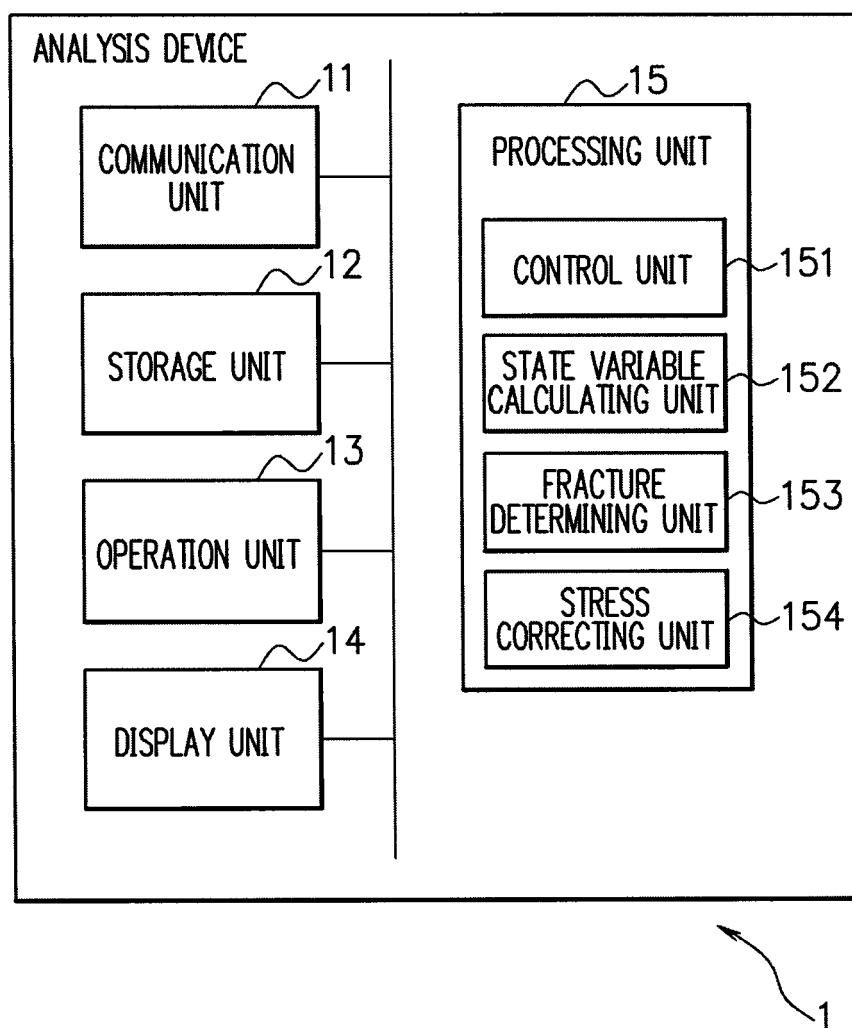 ANALYSIS DEVICE
11
COMMUNICATION
UNIT
12
STORAGE UNIT
13
OPERATION UNIT
14
DISPLAY UNIT
15
PROCESSING UNIT
CONTROL UNIT
151
STATE VARIABLE
CALCULATING UNIT
152
FRACTURE
DETERMINING UNIT
153
STRESS
CORRECTING UNIT
154
1